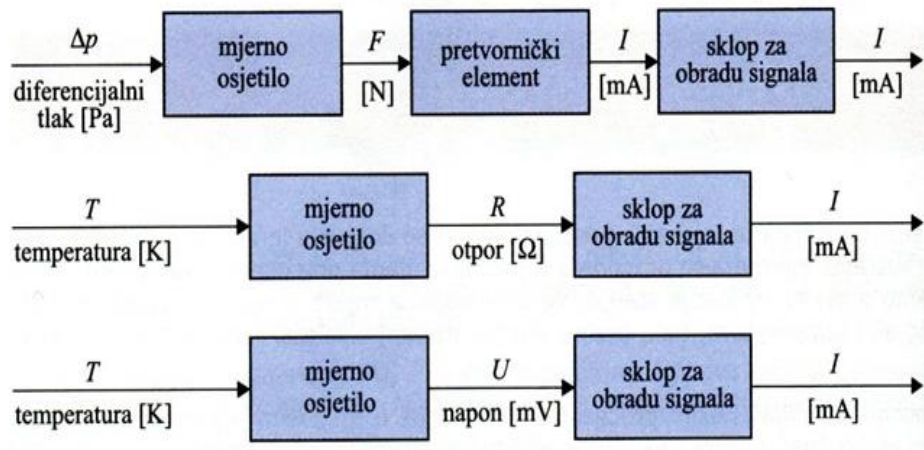 Δp
diferencijalni
tlak [Pa]
mjerno
osjetilo
F
[N]
pretvornički
element
I
[mA]
sklop za
obradu signala
I
[mA]
T
temperatura [K]
mjerno
osjetilo
R
otpor [Ω]
sklop za
obradu signala
I
[mA]
T
temperatura [K]
mjerno
osjetilo
U
napon [mV]
sklop za
obradu signala
I
[mA]